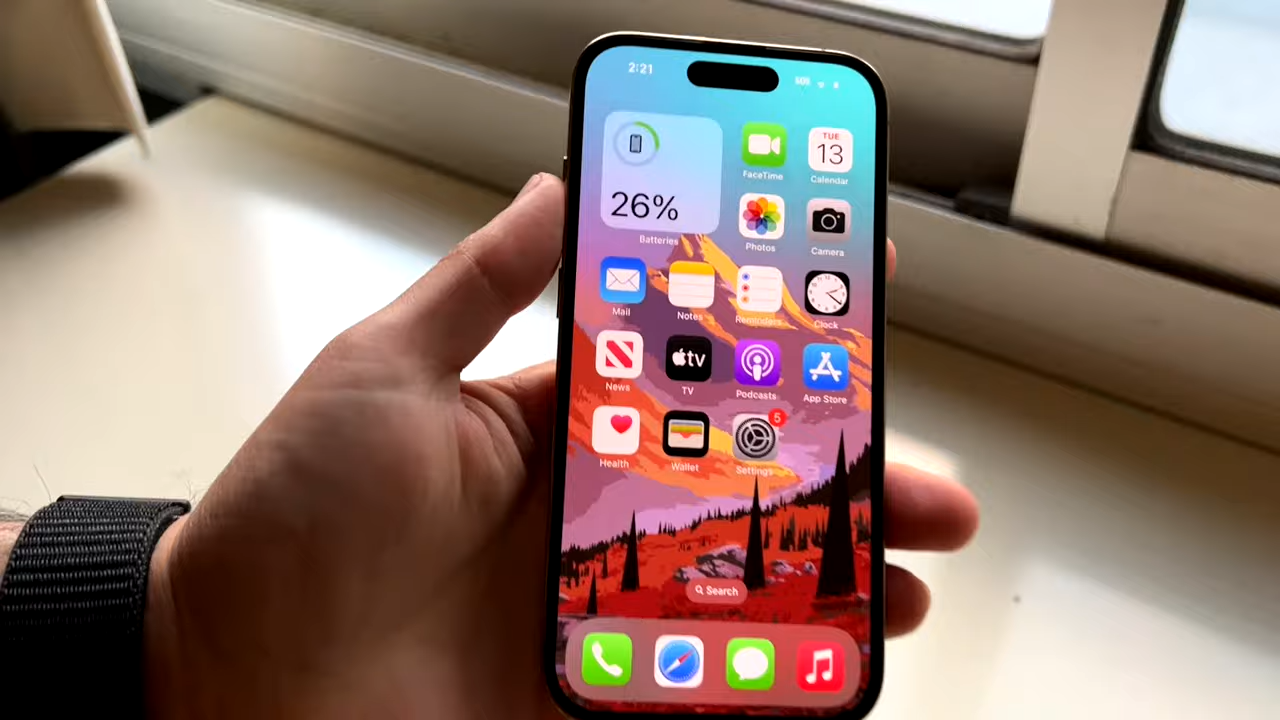 2:21
SOS
26%
Batteries
FaceTime
TUE
13
Calendar
Photos
Camera
Mail
Notes
Reminders
Clock
News
tv
TV
Podcasts
App Store
Health
Wallet
5
Settings
Search